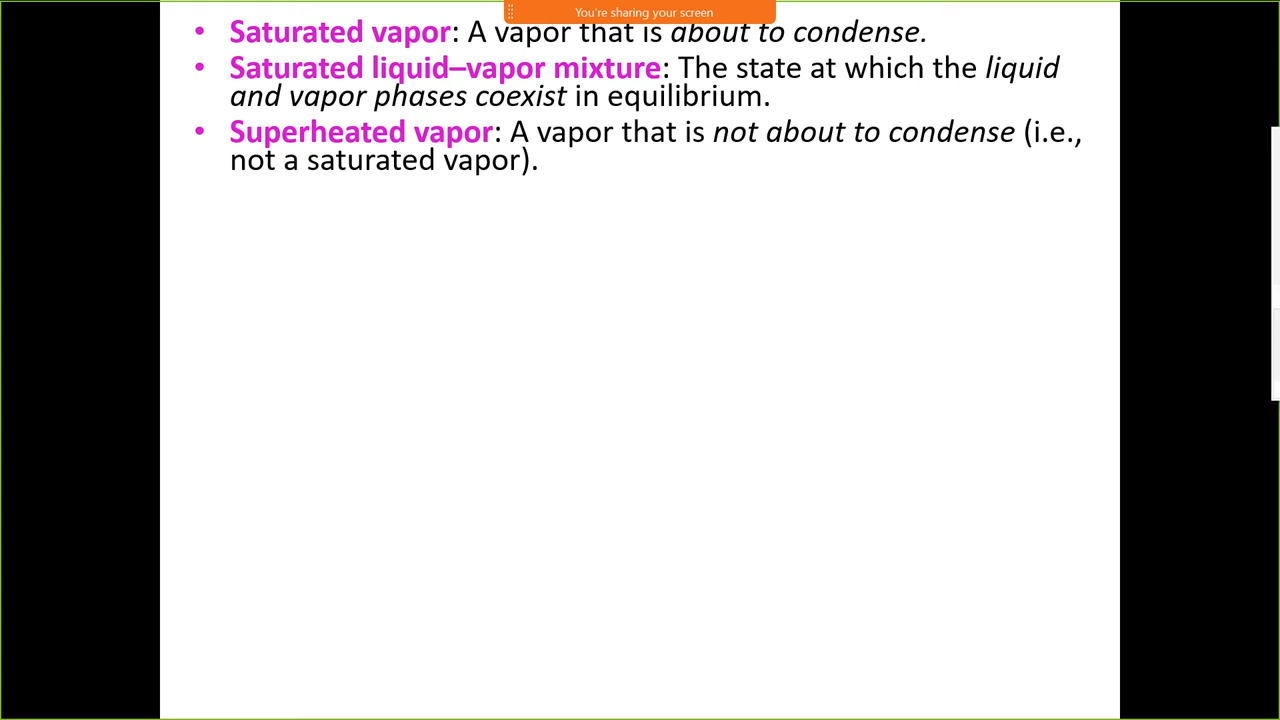 You're sharing your screen
• Saturated vapor: A vapor that is about to condense.
• Saturated liquid–vapor mixture: The state at which the liquid
and vapor phases coexist in equilibrium.
• Superheated vapor: A vapor that is not about to condense (i.e.,
not a saturated vapor).